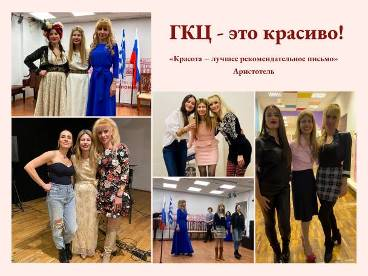 ГКЦ - это красиво!
«Красота – лучшее рекомендательное письмо»
Аристотель